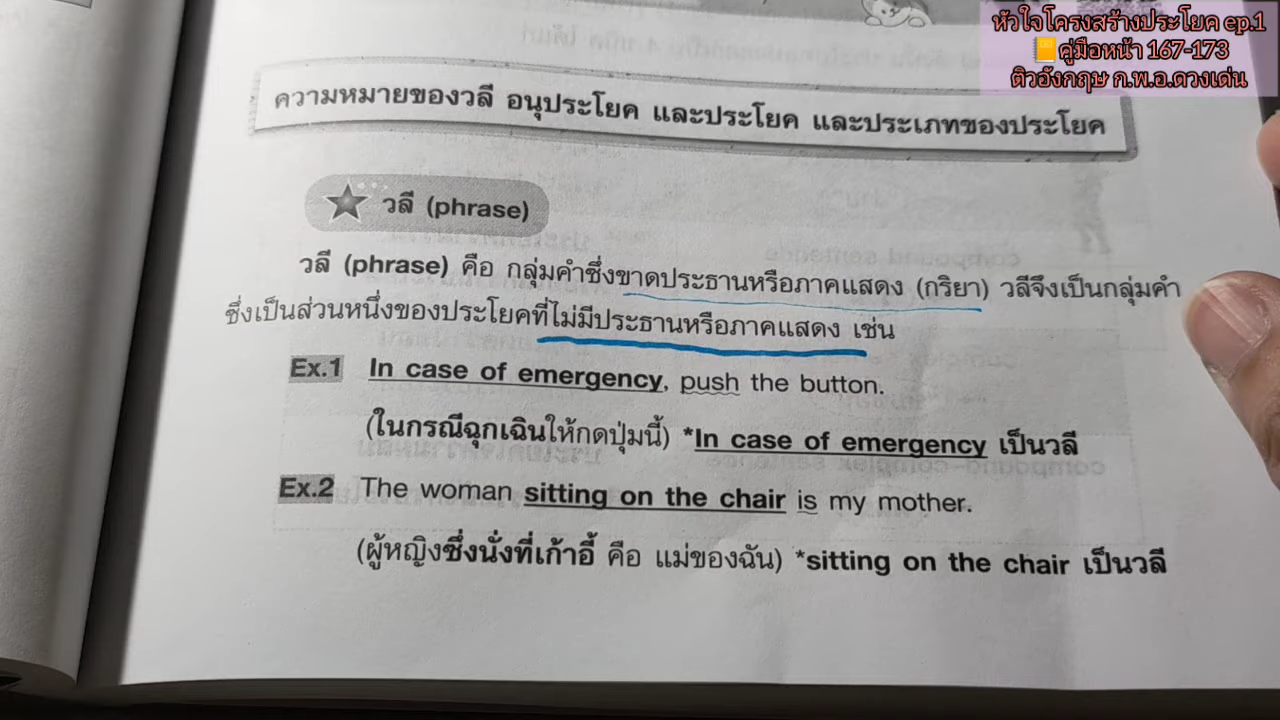 หัวใจโครงสร้างประโยค ep.1
📒คู่มือหน้า 167-173
ติวอังกฤษ ก.พ.อ.ดวงเด่น
ความหมายของวลี อนุประโยค และประโยค และประเภทของประโยค
วลี (phrase)
วลี (phrase) คือ กลุ่มคำซึ่งขาดประธานหรือภาคแสดง (กริยา) วลีจึงเป็นกลุ่มคำ
ซึ่งเป็นส่วนหนึ่งของประโยคที่ไม่มีประธานหรือภาคแสดง เช่น
Ex.1 In case of emergency, push the button.
(ในกรณีฉุกเฉินให้กดปุ่มนี้) *In case of emergency เป็นวลี
Ex.2 The woman sitting on the chair is my mother.
(ผู้หญิงซึ่งนั่งที่เก้าอี้ คือ แม่ของฉัน) *sitting on the chair เป็นวลี